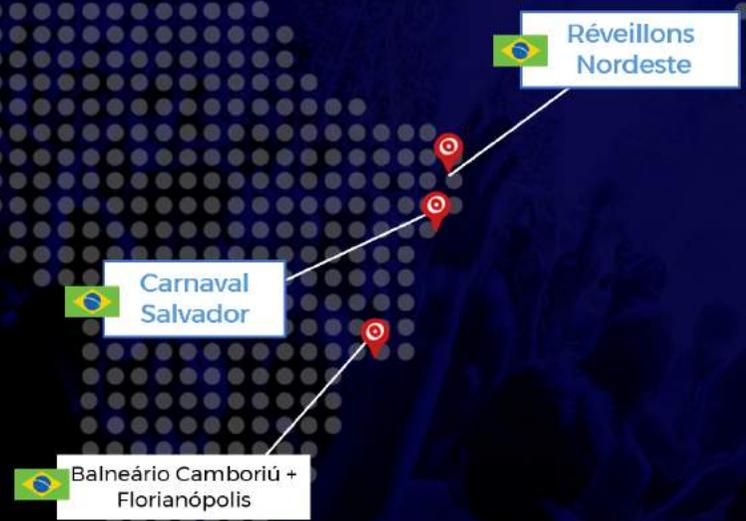 Réveillons
Nordeste
Carnaval
Salvador
Balneário Camboriú +
Florianópolis